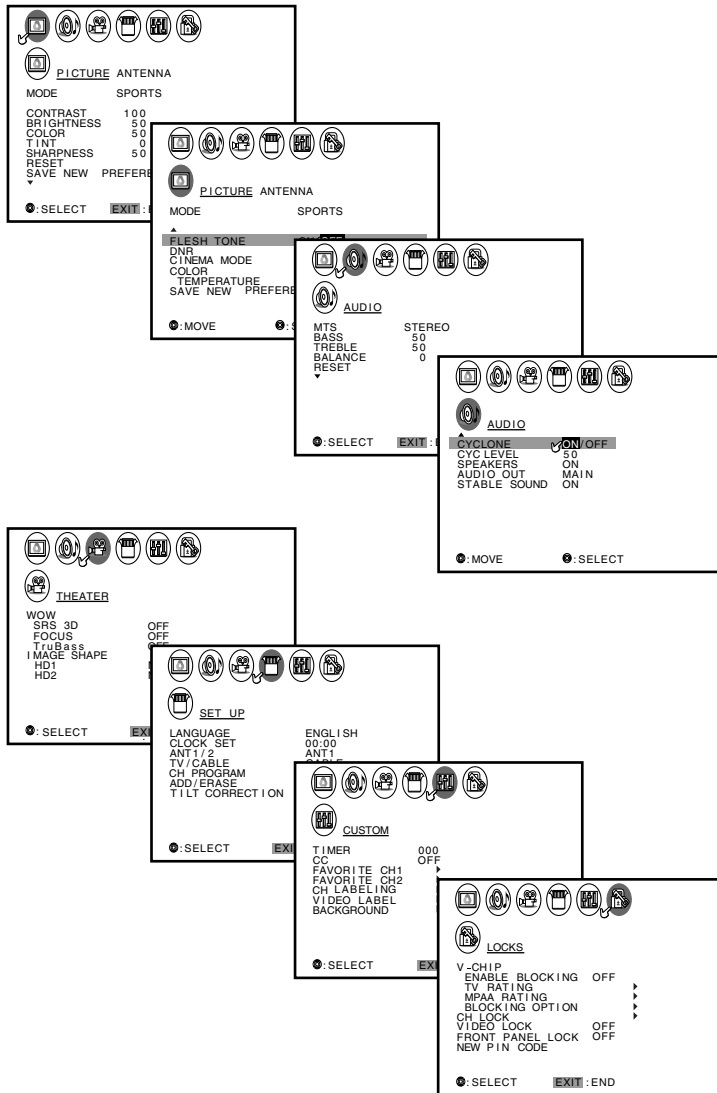 PICTURE ANTENNA
MODE SPORTS
CONTRAST 100
BRIGHTNESS 50
COLOR 50
TINT 0
SHARPNESS 50
RESET
SAVE NEW PREFERE
:SELECT EXIT :
PICTURE ANTENNA
MODE SPORTS
FLESH TONE
DNR
CINEMA MODE
COLOR
TEMPERATURE
SAVE NEW PREFERE
:MOVE :
AUDIO
MTS STEREO
BASS 50
TREBLE 50
BALANCE 0
RESET
:SELECT EXIT :
AUDIO
CYCLONE ON/OFF
CYC LEVEL 50
SPEAKERS ON
AUDIO OUT MAIN
STABLE SOUND ON
:MOVE :SELECT
THEATER
WOW
SRS 3D OFF
FOCUS OFF
TruBass OFF
IMAGE SHAPE
HD1
HD2
:SELECT EXI
SET UP
LANGUAGE ENGLISH
CLOCK SET 00:00
ANT1/2 ANT1
TV/CABLE CABLE
CH PROGRAM
ADD/ERASE
TILT CORRECTION
:SELECT EXI
CUSTOM
TIMER 000
CC OFF
FAVORITE CH1
FAVORITE CH2
CH LABELING
VIDEO LABEL
BACKGROUND
:SELECT EX
LOCKS
V-CHIP
ENABLE BLOCKING OFF
TV RATING
MPAA RATING
BLOCKING OPTION
CH LOCK
VIDEO LOCK OFF
FRONT PANEL LOCK OFF
NEW PIN CODE
:SELECT EXIT :END